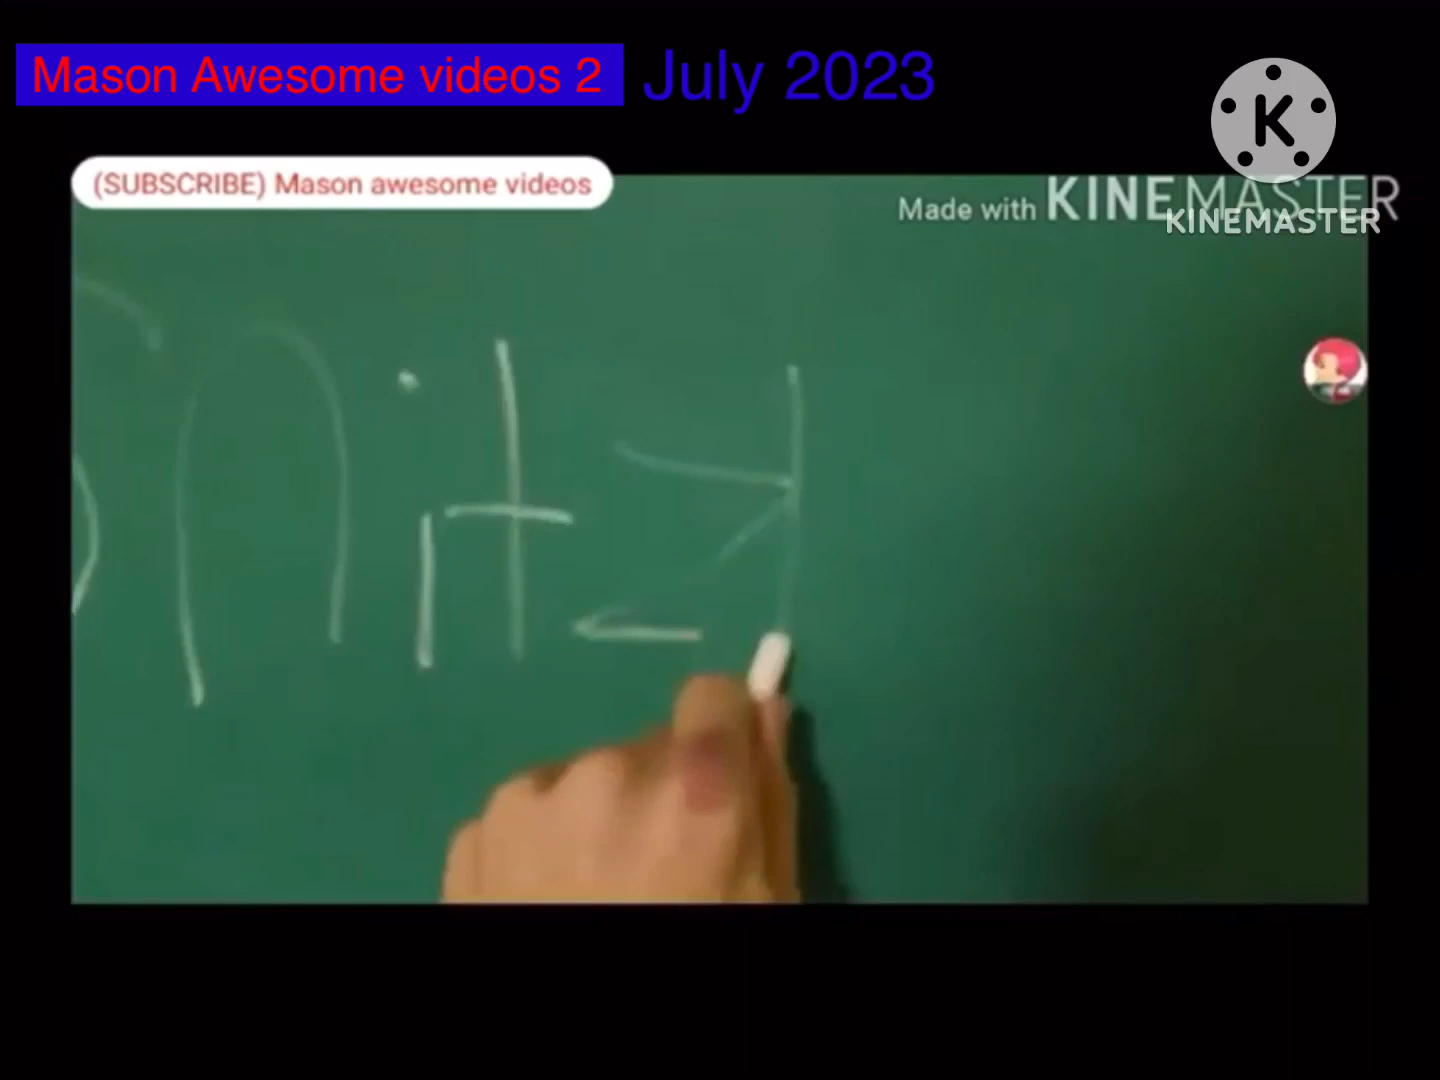 Mason Awesome videos 2 July 2023
K
(SUBSCRIBE) Mason awesome videos
Made with KINEMASTER
KINEMASTER